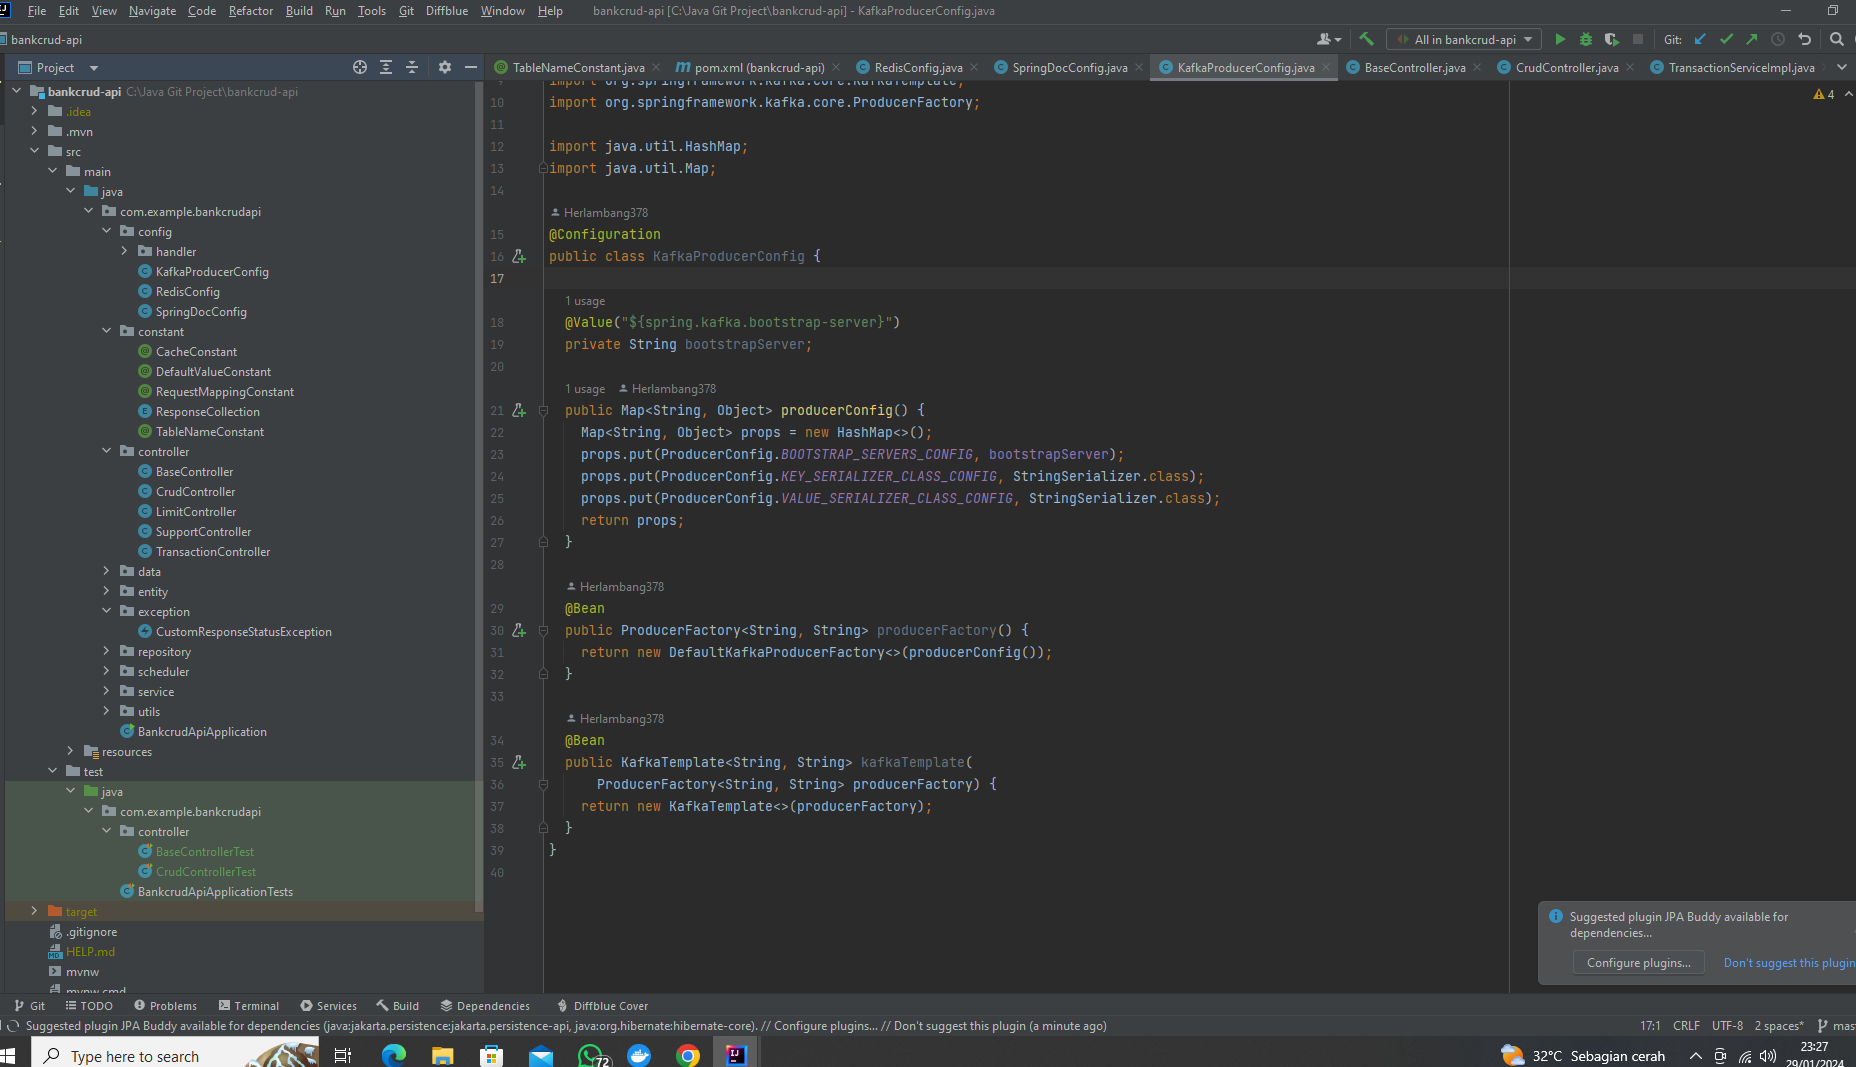 File Edit View Navigate Code Refactor Build Run Tools Git Diffblue Window Help bankcrud-api [C:\Java Git Project\bankcrud-api] - KafkaProducerConfig.java
bankcrud-api
All in bankcrud-api
Git:
Project
TableNameConstant.java
pom.xml (bankcrud-api)
RedisConfig.java
SpringDocConfig.java
KafkaProducerConfig.java
BaseController.java
CrudController.java
TransactionServiceImpl.java
bankcrud-api C:\Java Git Project\bankcrud-api
.idea
.mvn
src
main
java
com.example.bankcrudapi
config
handler
KafkaProducerConfig
RedisConfig
SpringDocConfig
constant
CacheConstant
DefaultValueConstant
RequestMappingConstant
ResponseCollection
TableNameConstant
controller
BaseController
CrudController
LimitController
SupportController
TransactionController
data
entity
exception
CustomResponseStatusException
repository
scheduler
service
utils
BankcrudApiApplication
resources
test
java
com.example.bankcrudapi
controller
BaseControllerTest
CrudControllerTest
BankcrudApiApplicationTests
target
.gitignore
HELP.md
mvnw
mvnw.cmd
4
9 import org.springframework.kafka.core.KafkaTemplate;
10 import org.springframework.kafka.core.ProducerFactory;
11
12 import java.util.HashMap;
13 import java.util.Map;
14
Herlambang378
15 @Configuration
16 public class KafkaProducerConfig {
17
1 usage
18 @Value("${spring.kafka.bootstrap-server}")
19 private String bootstrapServer;
20
1 usage Herlambang378
21 public Map<String, Object> producerConfig() {
22 Map<String, Object> props = new HashMap<>();
23 props.put(ProducerConfig.BOOTSTRAP_SERVERS_CONFIG, bootstrapServer);
24 props.put(ProducerConfig.KEY_SERIALIZER_CLASS_CONFIG, StringSerializer.class);
25 props.put(ProducerConfig.VALUE_SERIALIZER_CLASS_CONFIG, StringSerializer.class);
26 return props;
27 }
28
Herlambang378
29 @Bean
30 public ProducerFactory<String, String> producerFactory() {
31 return new DefaultKafkaProducerFactory<>(producerConfig());
32 }
33
Herlambang378
34 @Bean
35 public KafkaTemplate<String, String> kafkaTemplate(
36 ProducerFactory<String, String> producerFactory) {
37 return new KafkaTemplate<>(producerFactory);
38 }
39 }
40
Suggested plugin JPA Buddy available for
dependencies...
Configure plugins... Don't suggest this plugin
Git TODO Problems Terminal Services Build Dependencies Diffblue Cover
Suggested plugin JPA Buddy available for dependencies (java:jakarta.persistence:jakarta.persistence-api, java:org.hibernate:hibernate-core). // Configure plugins... // Don't suggest this plugin (a minute ago)
17:1 CRLF UTF-8 2 spaces* mas
Type here to search
72
32°C Sebagian cerah
23:27
29/01/2024